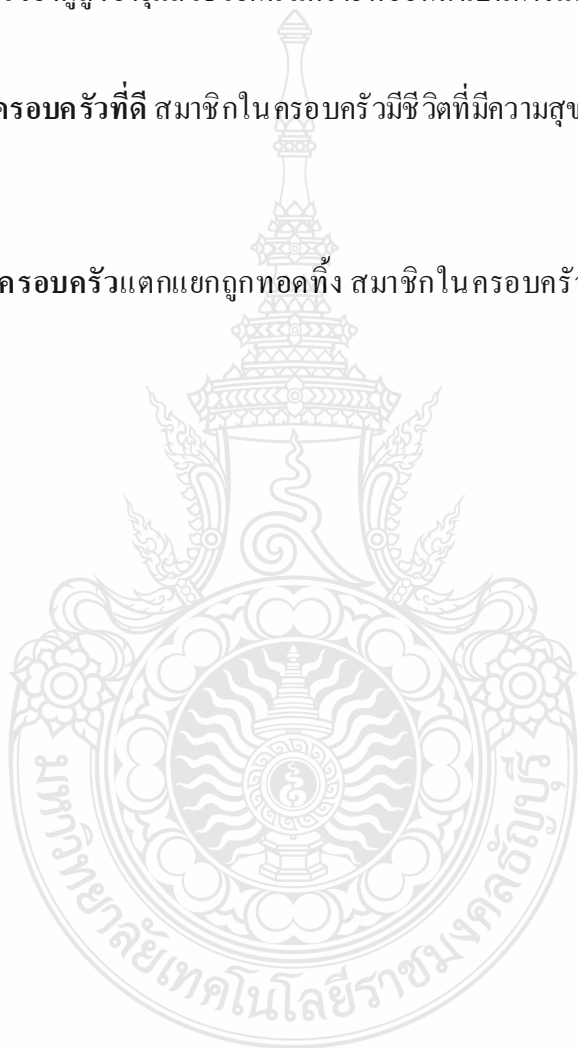 ครอบครัวที่ดี สมาชิกในครอบครัวมีชีวิตที่มีความสุข
ครอบครัวแตกแยกถูกทอดทิ้ง สมาชิกในครอบครัว
มหาวิทยาลัยเทคโนโลยีราชมงคลธัญบุรี